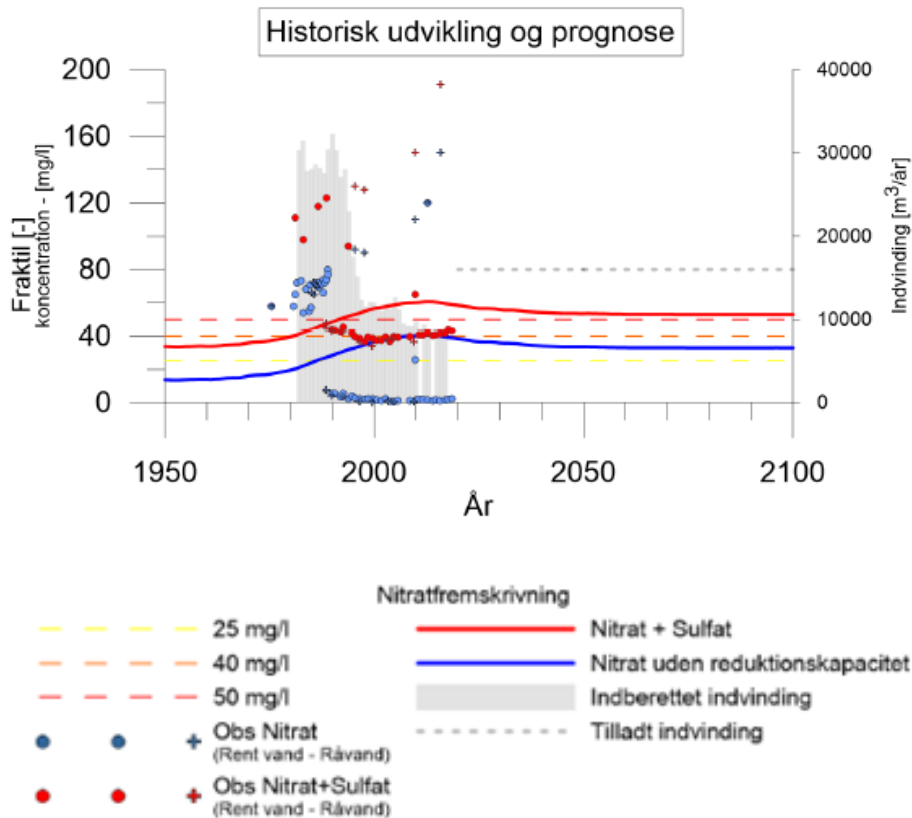 Historisk udvikling og prognose
200
160
120
80
40
0
Fraktil [-]
koncentration - [mg/l]
40000
30000
20000
10000
0
Indvinding [m³/år]
1950
2000
2050
2100
År
Nitratfremskrivning
25 mg/l
40 mg/l
50 mg/l
Obs Nitrat
(Rent vand - Råvand)
Obs Nitrat+Sulfat
(Rent vand - Råvand)
Nitrat + Sulfat
Nitrat uden reduktionskapacitet
Indberettet indvinding
Tilladt indvinding